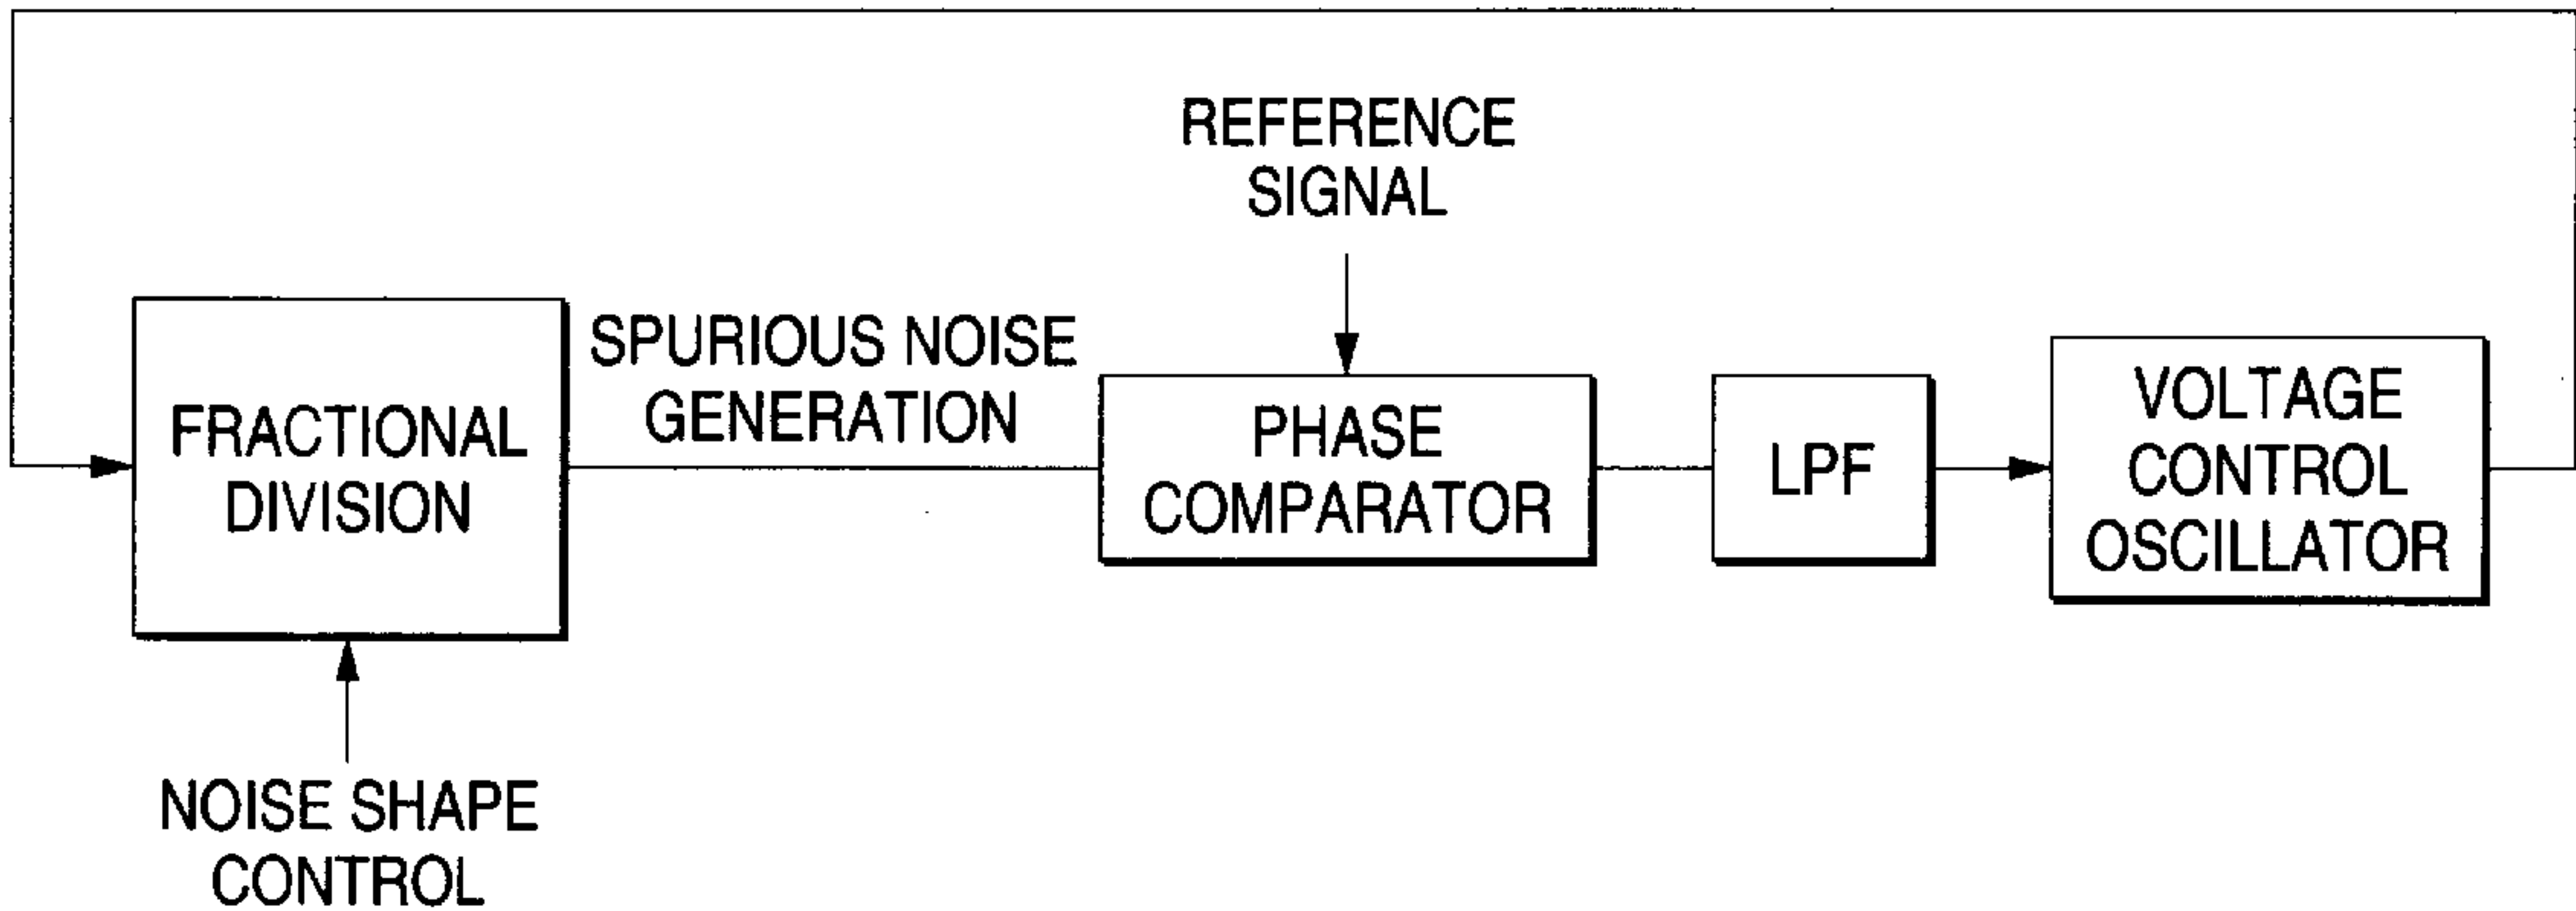 REFERENCE
SIGNAL
SPURIOUS NOISE
GENERATION
FRACTIONAL
DIVISION
PHASE
COMPARATOR
LPF
VOLTAGE
CONTROL
OSCILLATOR
NOISE SHAPE
CONTROL